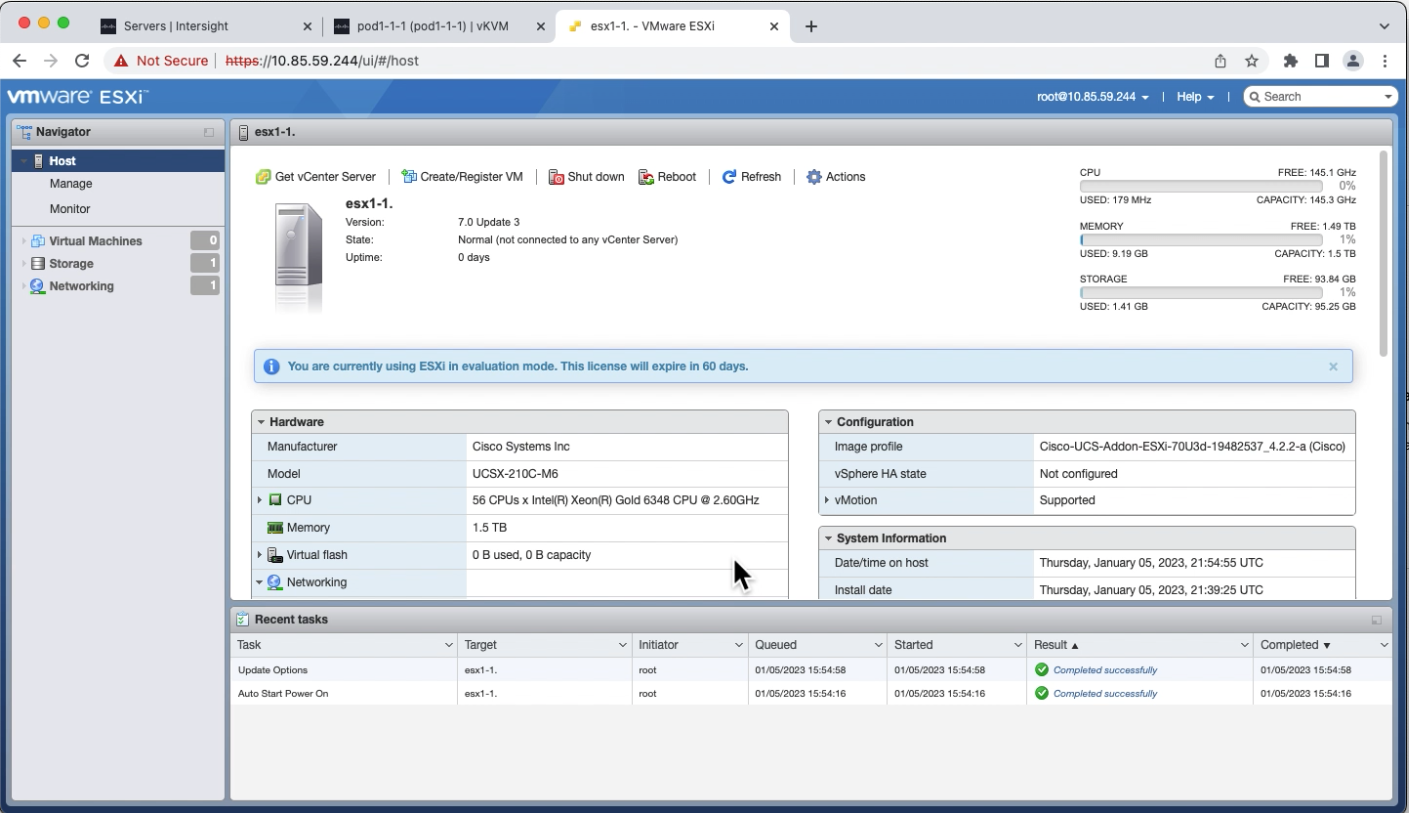 Servers | Intersight
pod1-1-1 (pod1-1-1) | vKVM
esx1-1. - VMware ESXi
Not Secure
https://10.85.59.244/ui/#/host
vmware ESXi™
root@10.85.59.244
Help
Search
Navigator
Host
Manage
Monitor
Virtual Machines 0
Storage 1
Networking 1
esx1-1.
Get vCenter Server
Create/Register VM
Shut down
Reboot
Refresh
Actions
esx1-1.
Version: 7.0 Update 3
State: Normal (not connected to any vCenter Server)
Uptime: 0 days
CPU FREE: 145.1 GHz
0%
USED: 179 MHz CAPACITY: 145.3 GHz
MEMORY FREE: 1.49 TB
1%
USED: 9.19 GB CAPACITY: 1.5 TB
STORAGE FREE: 93.84 GB
1%
USED: 1.41 GB CAPACITY: 95.25 GB
You are currently using ESXi in evaluation mode. This license will expire in 60 days.
Hardware
Manufacturer Cisco Systems Inc
Model UCSX-210C-M6
CPU 56 CPUs x Intel(R) Xeon(R) Gold 6348 CPU @ 2.60GHz
Memory 1.5 TB
Virtual flash 0 B used, 0 B capacity
Networking
Configuration
Image profile Cisco-UCS-Addon-ESXi-70U3d-19482537_4.2.2-a (Cisco)
vSphere HA state Not configured
vMotion Supported
System Information
Date/time on host Thursday, January 05, 2023, 21:54:55 UTC
Install date Thursday, January 05, 2023, 21:39:25 UTC
Recent tasks
Task Target Initiator Queued Started Result Completed
Update Options esx1-1. root 01/05/2023 15:54:58 01/05/2023 15:54:58 Completed successfully 01/05/2023 15:54:58
Auto Start Power On esx1-1. root 01/05/2023 15:54:16 01/05/2023 15:54:16 Completed successfully 01/05/2023 15:54:16